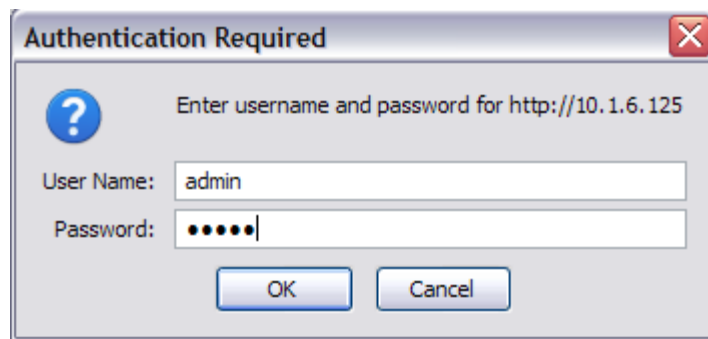 Authentication Required
Enter username and password for http://10.1.6.125
User Name: admin
Password: •••••
OK Cancel